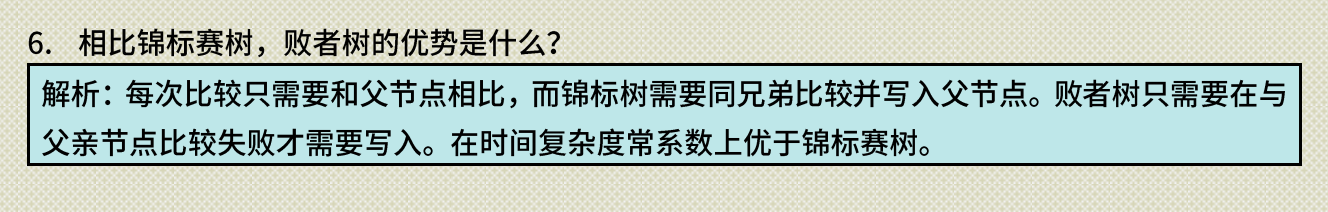 6. 相比锦标赛树，败者树的优势是什么？
解析：每次比较只需要和父节点相比，而锦标树需要同兄弟比较并写入父节点。败者树只需要在与
父亲节点比较失败才需要写入。在时间复杂度常系数上优于锦标赛树。